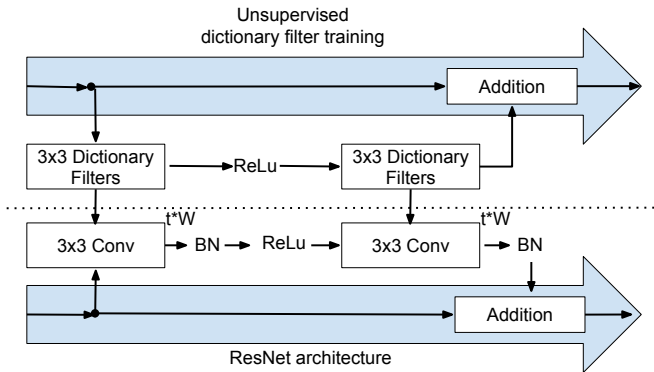 Unsupervised
dictionary filter training
Addition
3x3 Dictionary
Filters
ReLu
3x3 Dictionary
Filters
t*W
t*W
3x3 Conv
BN
ReLu
3x3 Conv
BN
Addition
ResNet architecture